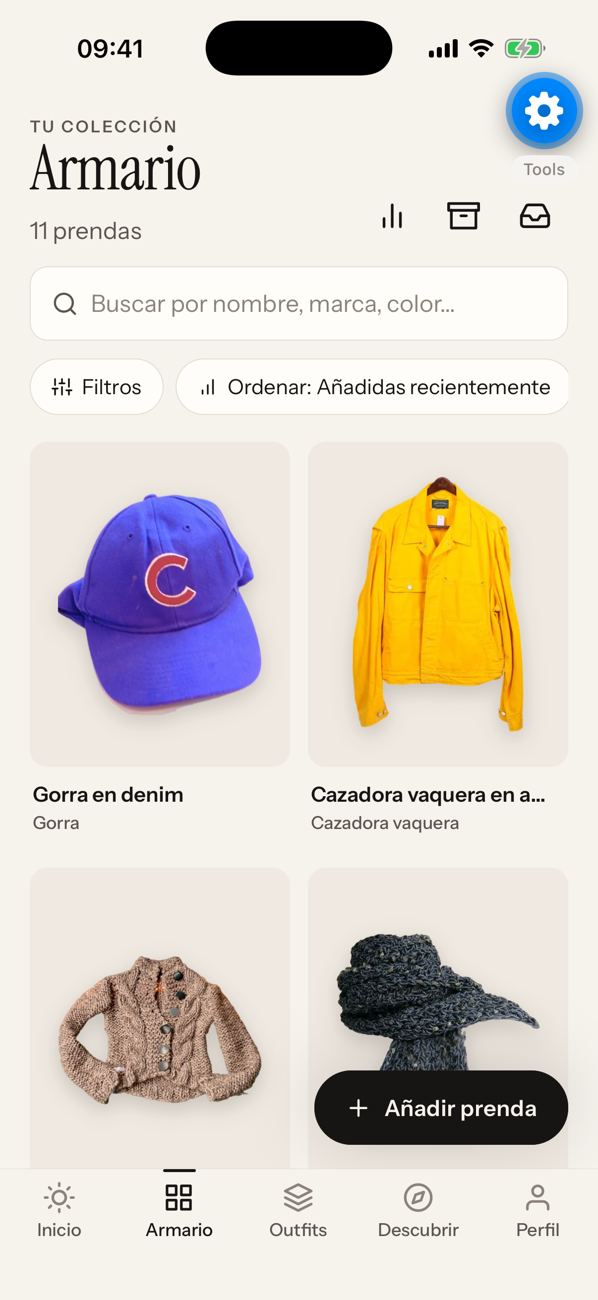 09:41
TU COLECCIÓN
Armario
Tools
11 prendas
Buscar por nombre, marca, color...
Filtros
Ordenar: Añadidas recientemente
C
Gorra en denim
Gorra
Cazadora vaquera en a...
Cazadora vaquera
Añadir prenda
Inicio
Armario
Outfits
Descubrir
Perfil